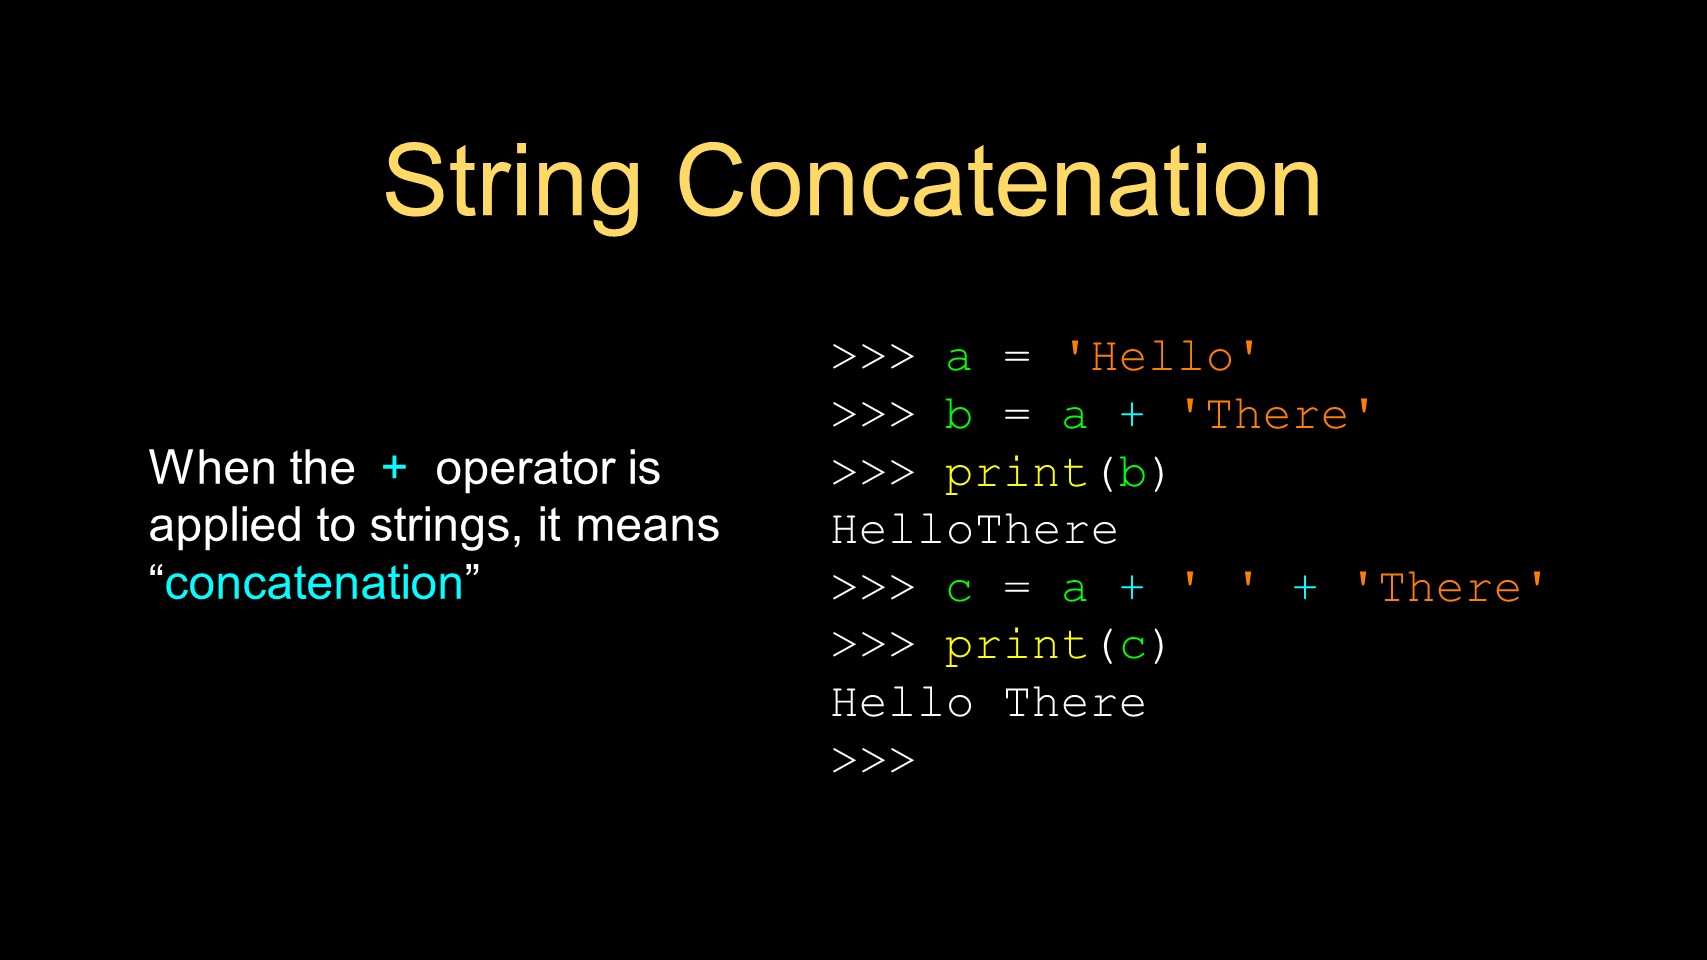 String Concatenation
When the + operator is
applied to strings, it means
“concatenation”
>>> a = 'Hello'
>>> b = a + 'There'
>>> print(b)
HelloThere
>>> c = a + ' ' + 'There'
>>> print(c)
Hello There
>>>